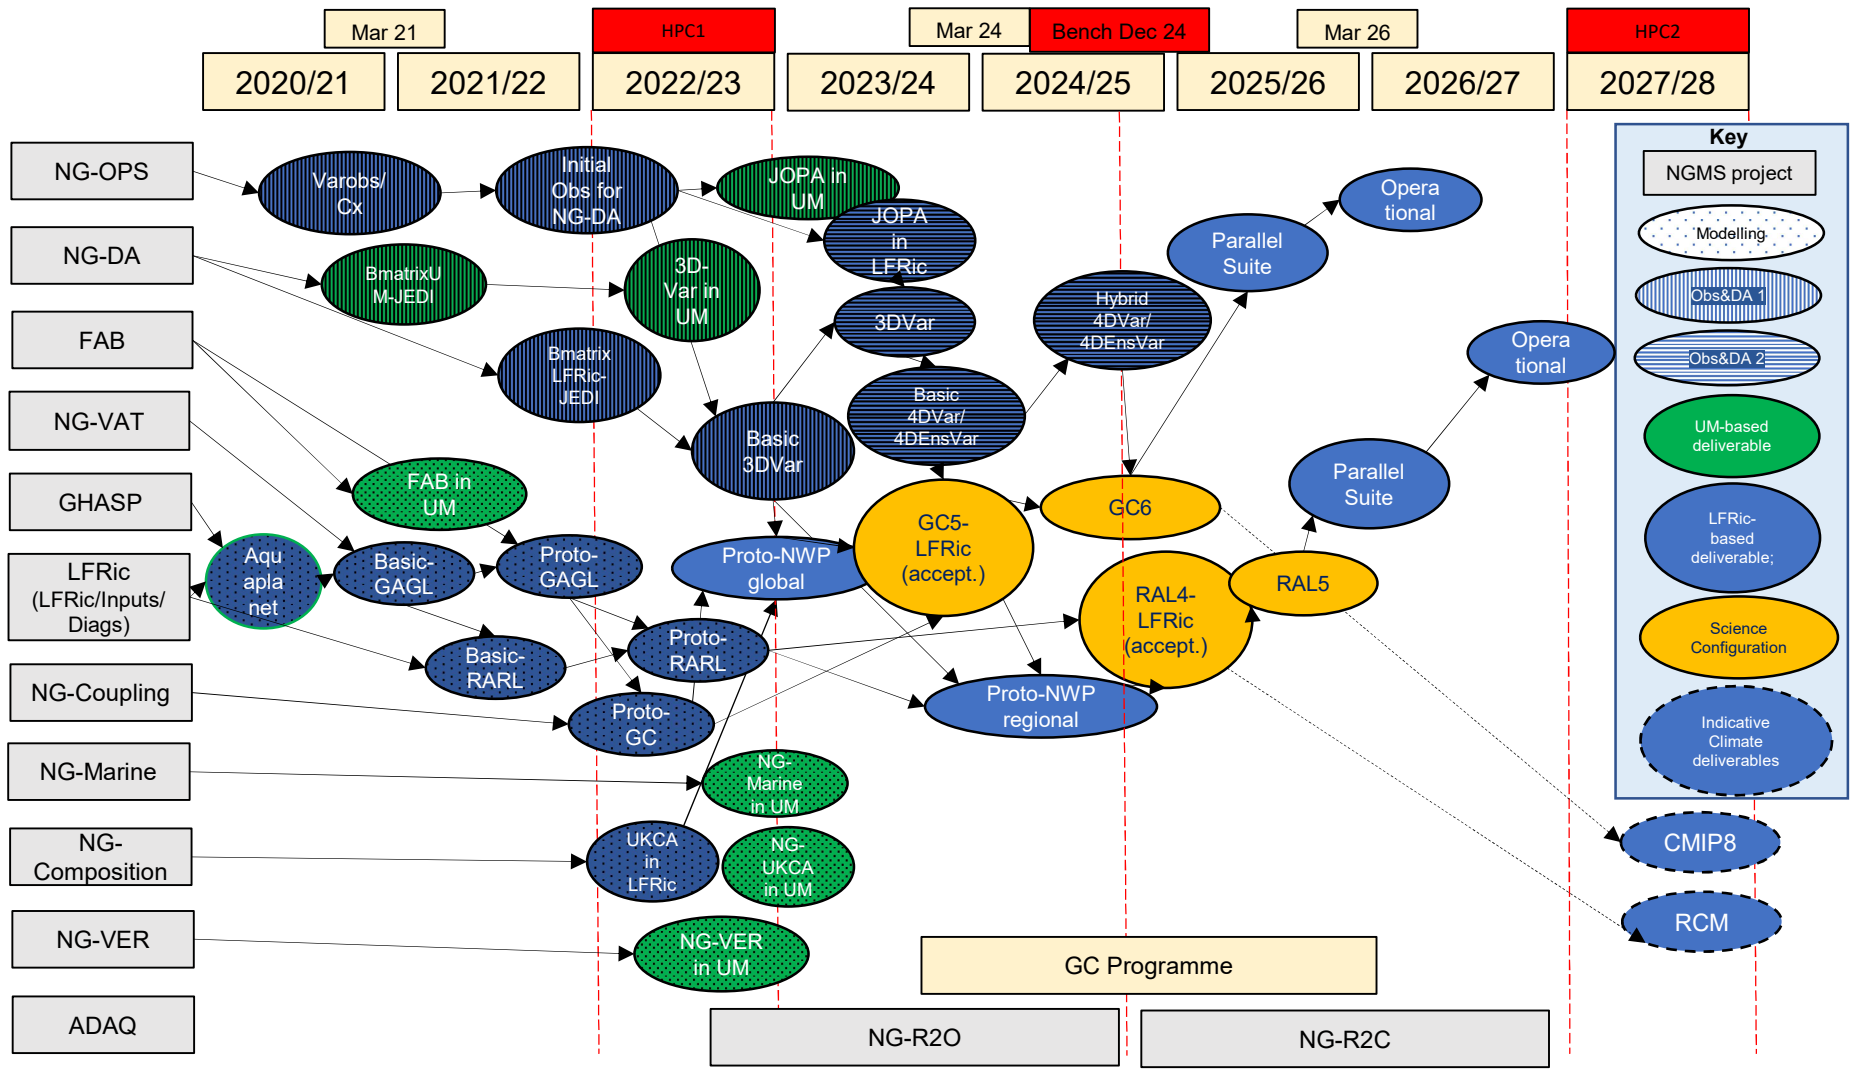 Mar 21
HPC1
Mar 24
Bench Dec 24
Mar 26
HPC2
2020/21
2021/22
2022/23
2023/24
2024/25
2025/26
2026/27
2027/28
NG-OPS
NG-DA
FAB
NG-VAT
GHASP
LFRic
(LFRic/Inputs/
Diags)
NG-Coupling
NG-Marine
NG-
Composition
NG-VER
ADAQ
Varobs/
Cx
Initial
Obs for
NG-DA
JOPA in
UM
JOPA
in
LFRic
BmatrixU
M-JEDI
3D-
Var in
UM
3DVar
Bmatrix
LFRic-
JEDI
Basic
3DVar
Basic
4DVar/
4DEnsVar
Hybrid
4DVar/
4DEnsVar
Parallel
Suite
Opera
tional
Parallel
Suite
Opera
tional
FAB in
UM
Aqu
apla
net
Basic-
GAGL
Proto-
GAGL
Proto-NWP
global
GC5-
LFRic
(accept.)
GC6
RAL4-
LFRic
(accept.)
RAL5
Basic-
RARL
Proto-
RARL
Proto-
GC
Proto-NWP
regional
NG-
Marine
in UM
UKCA
in
LFRic
NG-
UKCA
in UM
NG-VER
in UM
CMIP8
RCM
GC Programme
NG-R2O
NG-R2C
Key
NGMS project
Modelling
Obs&DA 1
Obs&DA 2
UM-based
deliverable
LFRic-
based
deliverable;
Science
Configuration
Indicative
Climate
deliverables